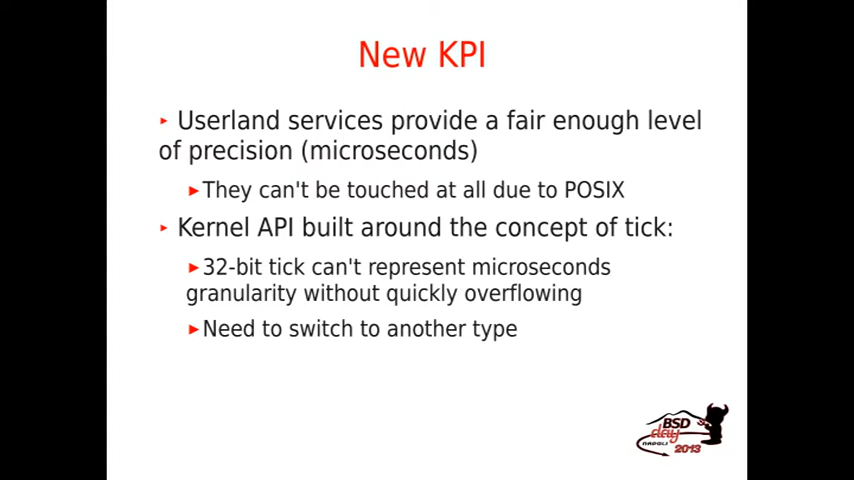 New KPI
▸ Userland services provide a fair enough level
of precision (microseconds)
▸They can't be touched at all due to POSIX
▸ Kernel API built around the concept of tick:
▸32-bit tick can't represent microseconds
granularity without quickly overflowing
▸Need to switch to another type
BSD
day
NAPOLI
2013